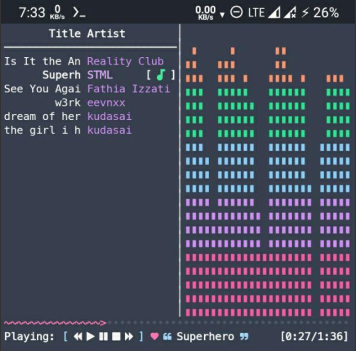 7:33 0 KB/s ❯_ 0.00 KB/s LTE 26%
Title Artist
Is It the An Reality Club
Superh STML [♪]
See You Agai Fathia Izzati
w3rk eevnxx
dream of her kudasai
the girl i h kudasai
Playing: [ ⏪ ▶ ⏸ ⏹ ⏩ ] ♥ ❝ Superhero ❞ [0:27/1:36]